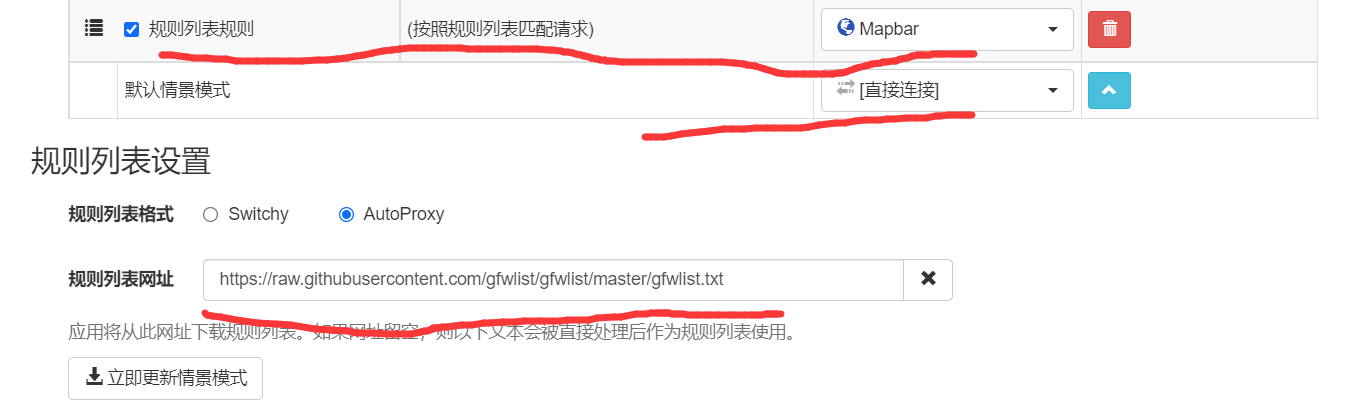 规则列表规则 (按照规则列表匹配请求) Mapbar
默认情景模式 [直接连接]
规则列表设置
规则列表格式 Switchy AutoProxy
规则列表网址 https://raw.githubusercontent.com/gfwlist/gfwlist/master/gfwlist.txt
应用将从此网址下载规则列表。如果网址留空，则以下文本会被直接处理后作为规则列表使用。
立即更新情景模式